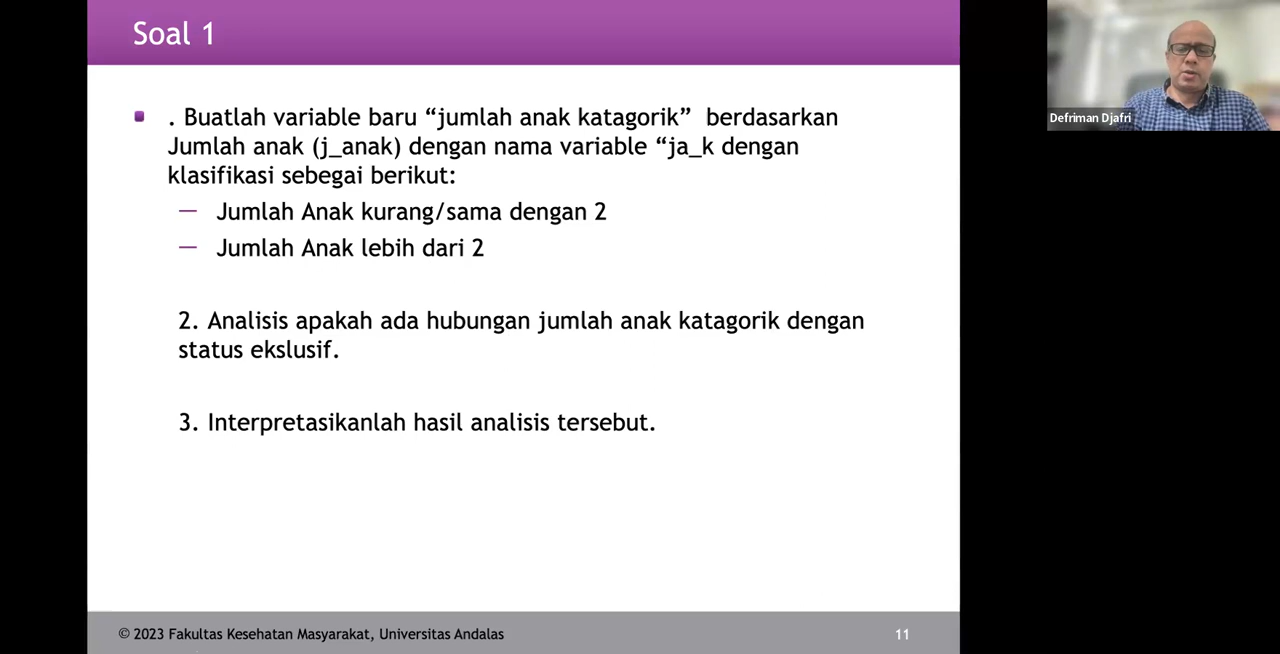 Soal 1
. Buatlah variable baru “jumlah anak katagorik” berdasarkan
Jumlah anak (j_anak) dengan nama variable “ja_k dengan
klasifikasi sebegai berikut:
— Jumlah Anak kurang/sama dengan 2
— Jumlah Anak lebih dari 2
2. Analisis apakah ada hubungan jumlah anak katagorik dengan
status ekslusif.
3. Interpretasikanlah hasil analisis tersebut.
© 2023 Fakultas Kesehatan Masyarakat, Universitas Andalas
11
Defriman Djafri